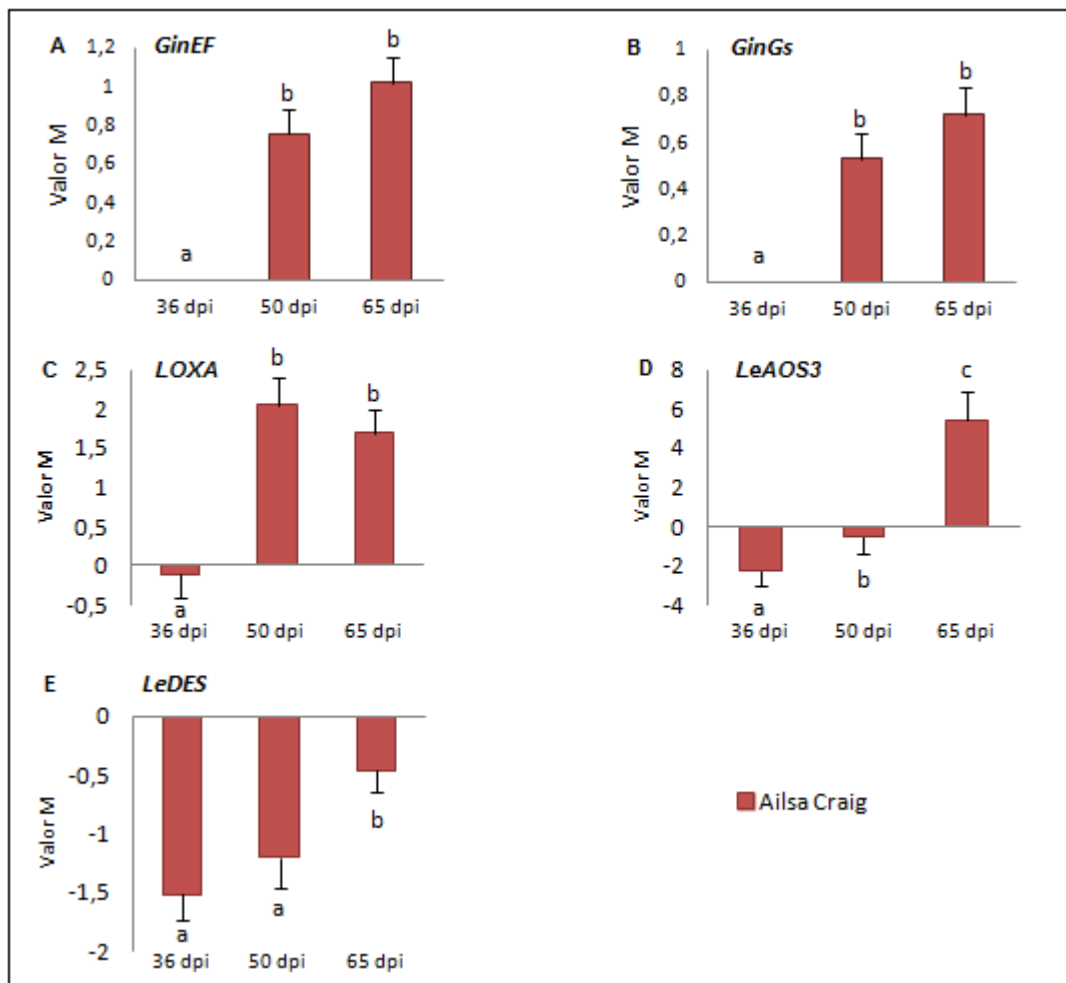 A GinEF
Valor M
1,2
1
0,8
0,6
0,4
0,2
0
a
b
b
36 dpi 50 dpi 65 dpi
B GinGs
Valor M
1
0,8
0,6
0,4
0,2
0
a
b
b
36 dpi 50 dpi 65 dpi
C LOXA
Valor M
2,5
2
1,5
1
0,5
0
-0,5
a
b
b
36 dpi 50 dpi 65 dpi
D LeAOS3
Valor M
8
6
4
2
0
-2
-4
a
b
c
36 dpi 50 dpi 65 dpi
E LeDES
Valor M
0
-0,5
-1
-1,5
-2
a
a
b
36 dpi 50 dpi 65 dpi
Ailsa Craig